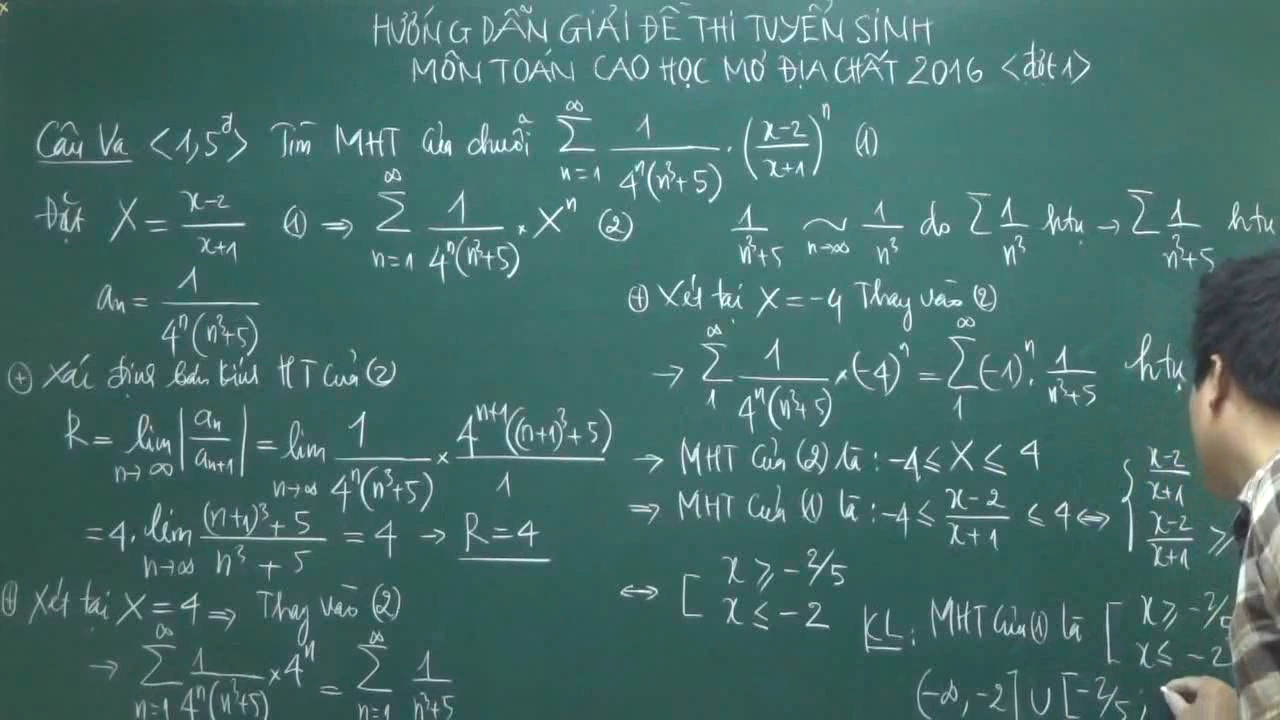 HƯỚNG DẪN GIẢI ĐỀ THI TUYỂN SINH
MÔN TOÁN CAO HỌC MỎ ĐỊA CHẤT 2016 <đợt 1>
Câu Va <1,5đ> Tìm MHT của chuỗi ∑_{n=1}^{∞} 1/(4^n(n^3+5)) · ((x-2)/(x+1))^n (1)
Đặt X = (x-2)/(x+1) (1) ⇒ ∑_{n=1}^{∞} 1/(4^n(n^3+5)) × X^n (2)
a_n = 1/(4^n(n^3+5))
⊕ Xác định bán kính HT của (2)
R = lim_{n→∞} |a_n/a_{n+1}| = lim_{n→∞} 1/(4^n(n^3+5)) × 4^{n+1}((n+1)^3+5)/1
= 4. lim_{n→∞} ((n+1)^3+5)/(n^3+5) = 4 → R = 4
⊕ Xét tại X = 4 ⇒ Thay vào (2)
→ ∑_{n=1}^{∞} 1/(4^n(n^3+5)) × 4^n = ∑_{n=1}^{∞} 1/(n^3+5)
1/(n^3+5) ~_{n→∞} 1/n^3 do ∑ 1/n^3 htụ → ∑ 1/(n^3+5) htụ
⊕ Xét tại X = -4 Thay vào (2)
→ ∑_{1}^{∞} 1/(4^n(n^3+5)) × (-4)^n = ∑_{1}^{∞} (-1)^n · 1/(n^3+5) htụ
→ MHT của (2) là : -4 ≤ X ≤ 4
⇒ MHT của (1) là : -4 ≤ (x-2)/(x+1) ≤ 4 ⇔ { (x-2)/(x+1)
(x-2)/(x+1) ≥
⇔ [ x ≥ -2/5
x ≤ -2
KL: MHT của (1) là [ x ≥ -2/5
x ≤ -2
(-∞, -2] ∪ [-2/5;